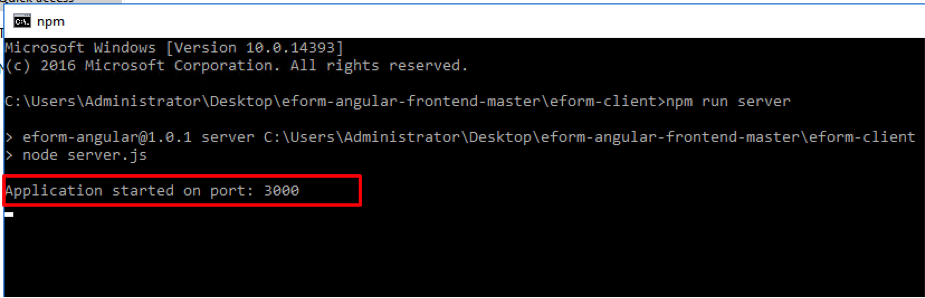 Quick access
npm
Microsoft Windows [Version 10.0.14393]
(c) 2016 Microsoft Corporation. All rights reserved.
C:\Users\Administrator\Desktop\eform-angular-frontend-master\eform-client>npm run server
> eform-angular@1.0.1 server C:\Users\Administrator\Desktop\eform-angular-frontend-master\eform-client
> node server.js
Application started on port: 3000